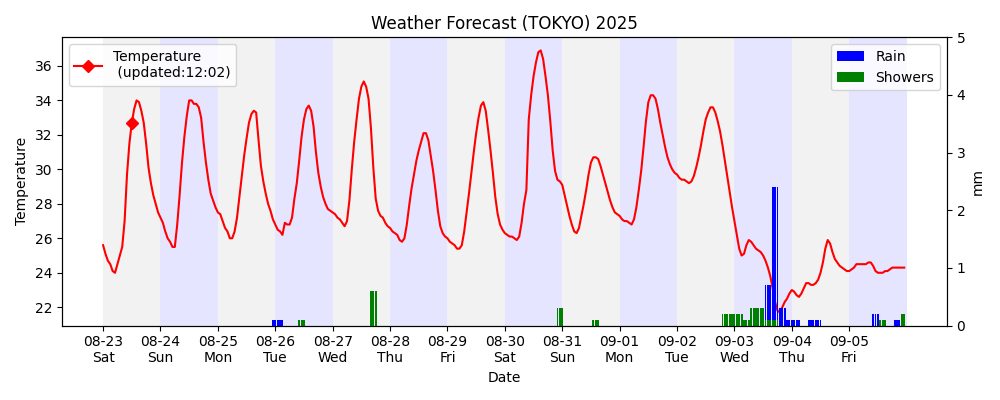 Weather Forecast (TOKYO) 2025
Temperature
(updated:12:02)
Rain
Showers
Temperature
36
34
32
30
28
26
24
22
5
4
3
2
1
0
mm
08-23 08-24 08-25 08-26 08-27 08-28 08-29 08-30 08-31 09-01 09-02 09-03 09-04 09-05
Sat Sun Mon Tue Wed Thu Fri Sat Sun Mon Tue Wed Thu Fri
Date